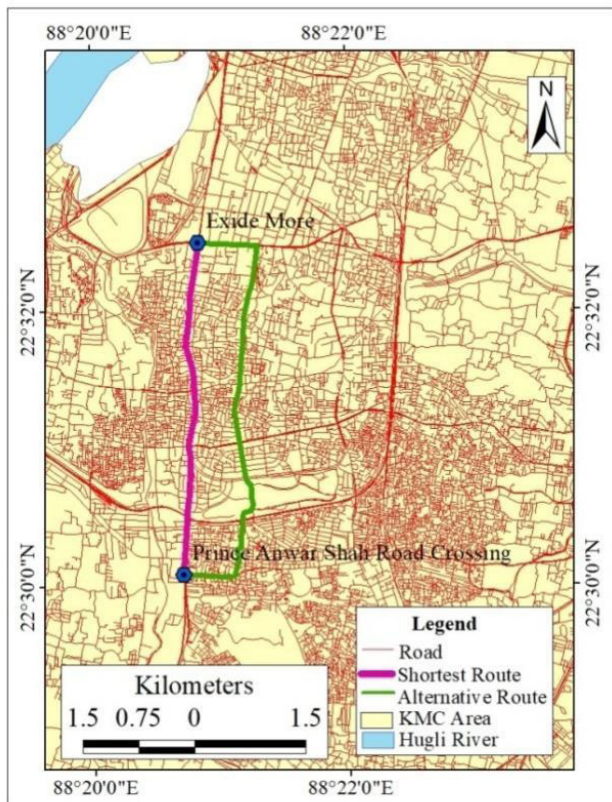 88°20'0"E 88°22'0"E
N
Exide More
22°32'0"N 22°32'0"N
Prince Anwar Shah Road Crossing
22°30'0"N 22°30'0"N
Legend
Road
Shortest Route
Alternative Route
KMC Area
Hugli River
Kilometers
1.5 0.75 0 1.5
88°20'0"E 88°22'0"E